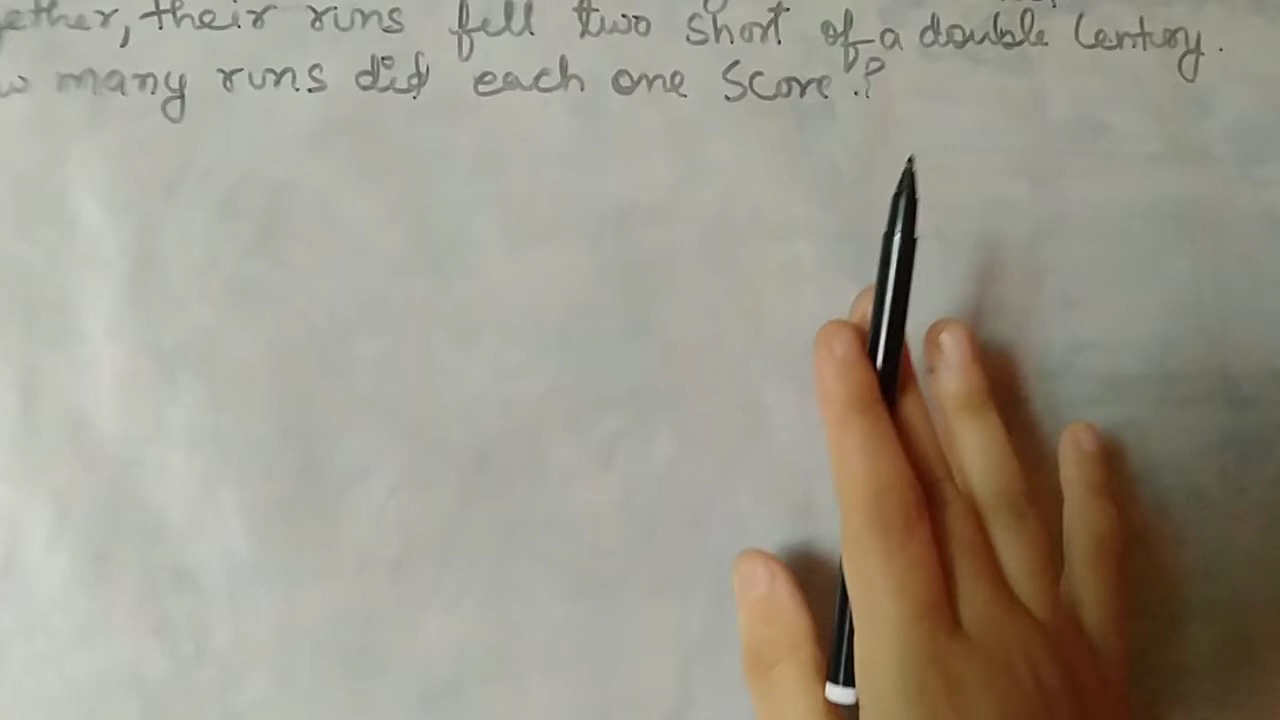 ether, their runs fell two short of a double Century.
w many runs did each one Score?